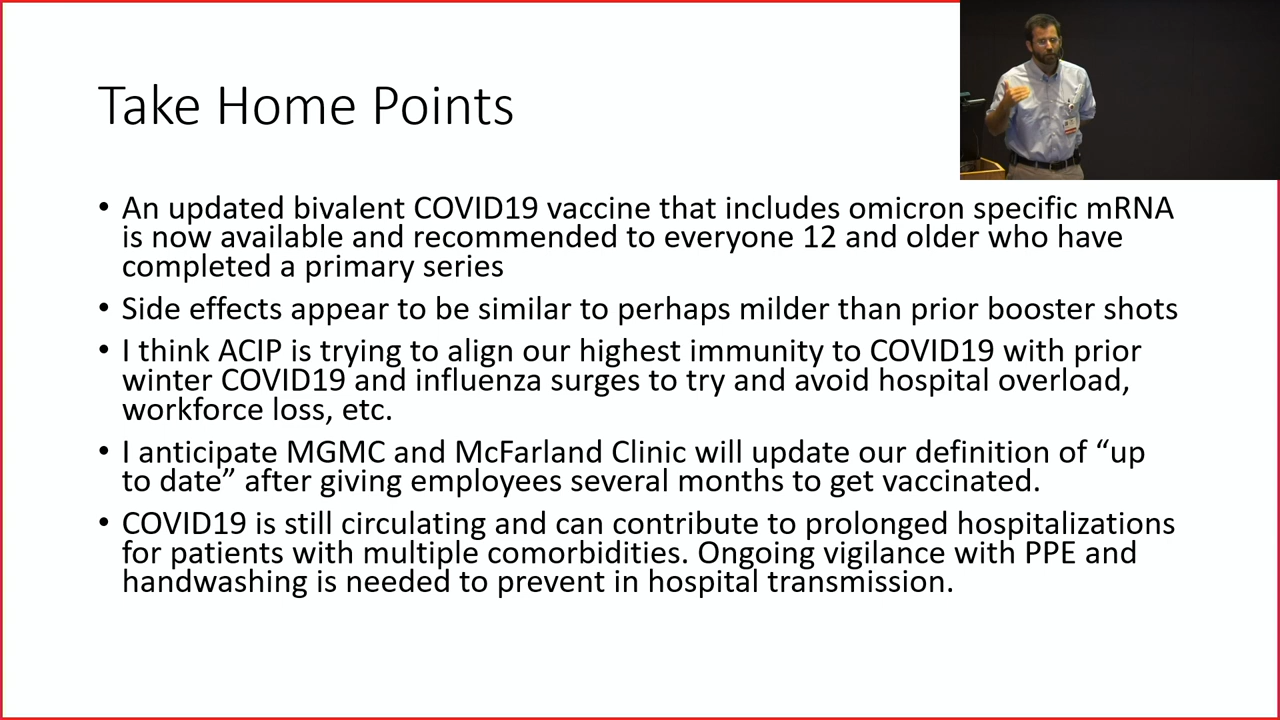 Take Home Points
• An updated bivalent COVID19 vaccine that includes omicron specific mRNA
is now available and recommended to everyone 12 and older who have
completed a primary series
• Side effects appear to be similar to perhaps milder than prior booster shots
• I think ACIP is trying to align our highest immunity to COVID19 with prior
winter COVID19 and influenza surges to try and avoid hospital overload,
workforce loss, etc.
• I anticipate MGMC and McFarland Clinic will update our definition of “up
to date” after giving employees several months to get vaccinated.
• COVID19 is still circulating and can contribute to prolonged hospitalizations
for patients with multiple comorbidities. Ongoing vigilance with PPE and
handwashing is needed to prevent in hospital transmission.